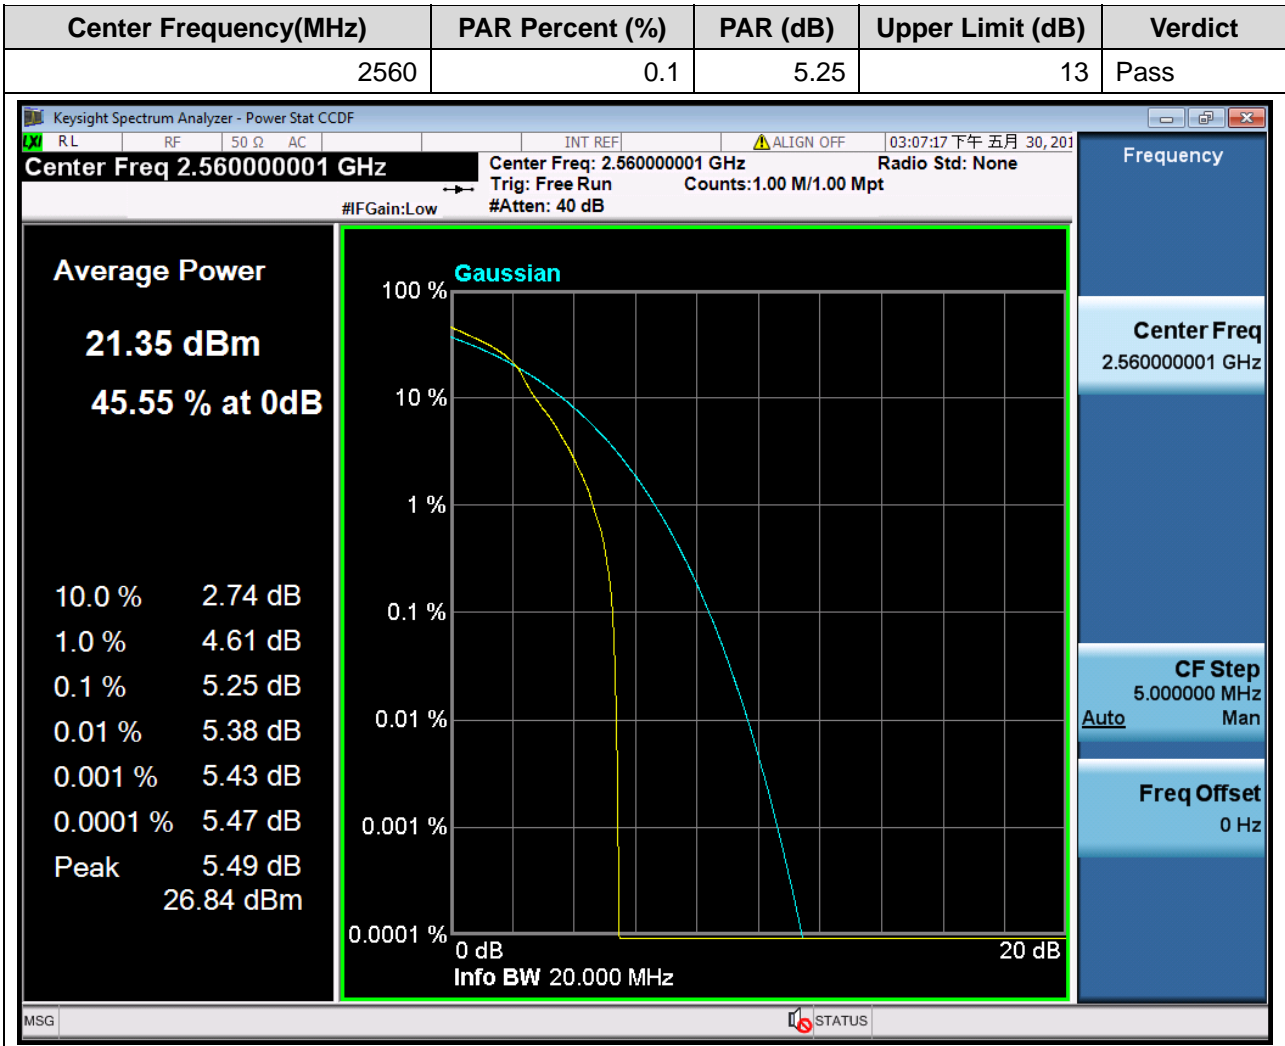 Center Frequency(MHz) PAR Percent (%) PAR (dB) Upper Limit (dB) Verdict
2560 0.1 5.25 13 Pass
Keysight Spectrum Analyzer - Power Stat CCDF
LXI RL RF 50 Ω AC INT REF ALIGN OFF 03:07:17 下午 五月 30, 201
Center Freq 2.560000001 GHz
#IFGain:Low
Center Freq: 2.560000001 GHz
Trig: Free Run Counts:1.00 M/1.00 Mpt
#Atten: 40 dB
Radio Std: None
Average Power
21.35 dBm
45.55 % at 0dB
10.0 % 2.74 dB
1.0 % 4.61 dB
0.1 % 5.25 dB
0.01 % 5.38 dB
0.001 % 5.43 dB
0.0001 % 5.47 dB
Peak 5.49 dB
26.84 dBm
Gaussian
100 %
10 %
1 %
0.1 %
0.01 %
0.001 %
0.0001 %
0 dB 20 dB
Info BW 20.000 MHz
Frequency
Center Freq
2.560000001 GHz
CF Step
5.000000 MHz
Auto Man
Freq Offset
0 Hz
MSG STATUS